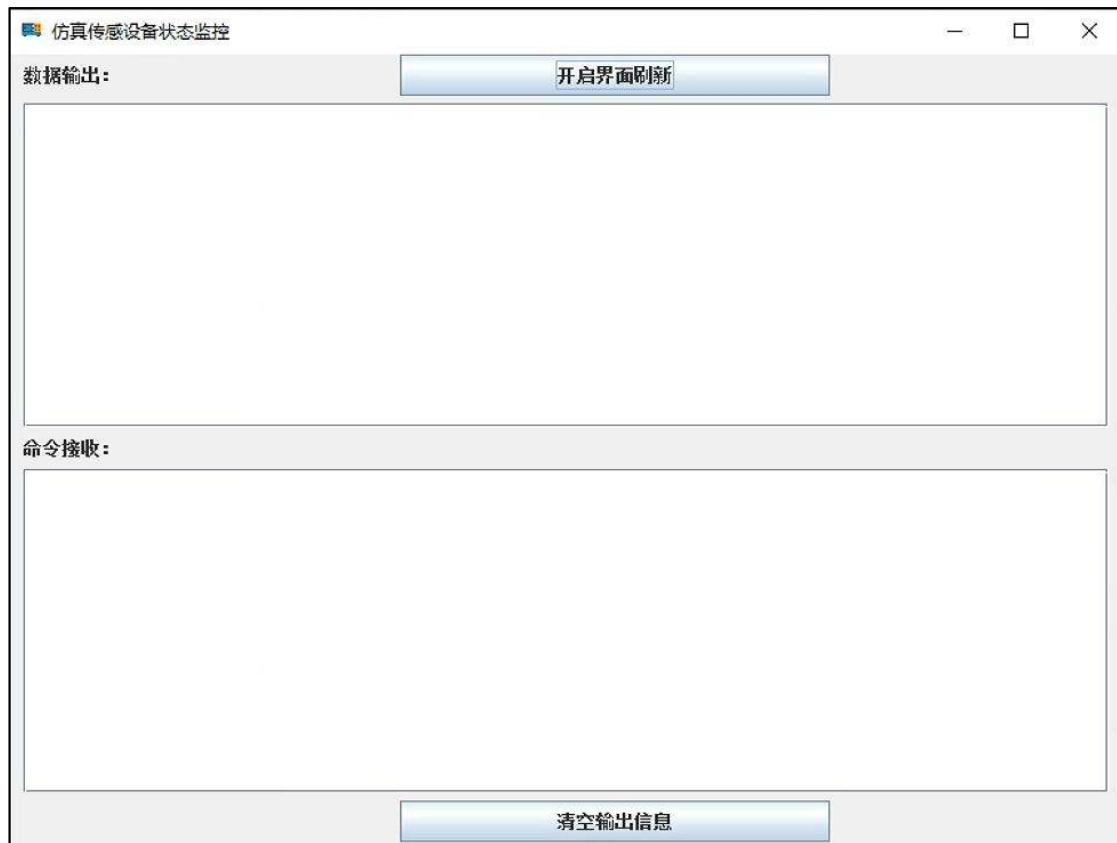 仿真传感设备状态监控
数据输出：
开启界面刷新
命令接收：
清空输出信息